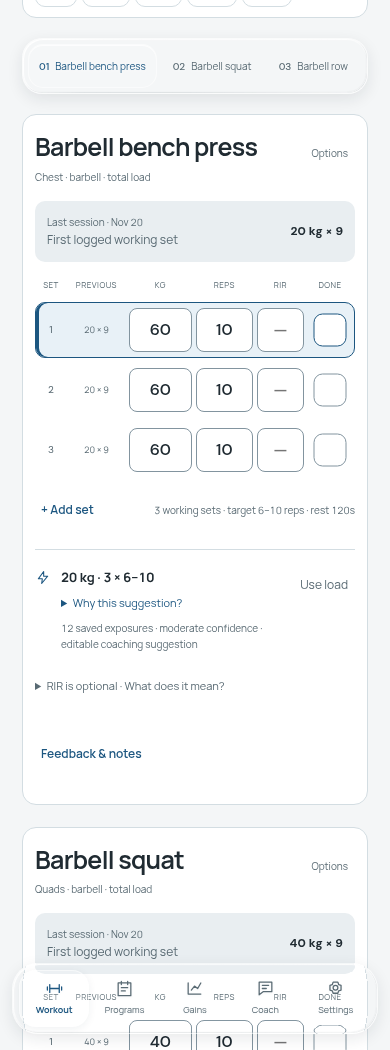 01 Barbell bench press 02 Barbell squat 03 Barbell row
Barbell bench press
Options
Chest · barbell · total load
Last session · Nov 20
First logged working set
20 kg × 9
SET PREVIOUS KG REPS RIR DONE
1 20 × 9 60 10 —
2 20 × 9 60 10 —
3 20 × 9 60 10 —
+ Add set 3 working sets · target 6–10 reps · rest 120s
20 kg · 3 × 6–10
Use load
Why this suggestion?
12 saved exposures · moderate confidence ·
editable coaching suggestion
RIR is optional · What does it mean?
Feedback & notes
Barbell squat
Options
Quads · barbell · total load
Last session · Nov 20
First logged working set
40 kg × 9
SET PREVIOUS KG REPS RIR DONE
Workout Programs Gains Coach Settings
1 40 × 9 40 10 —